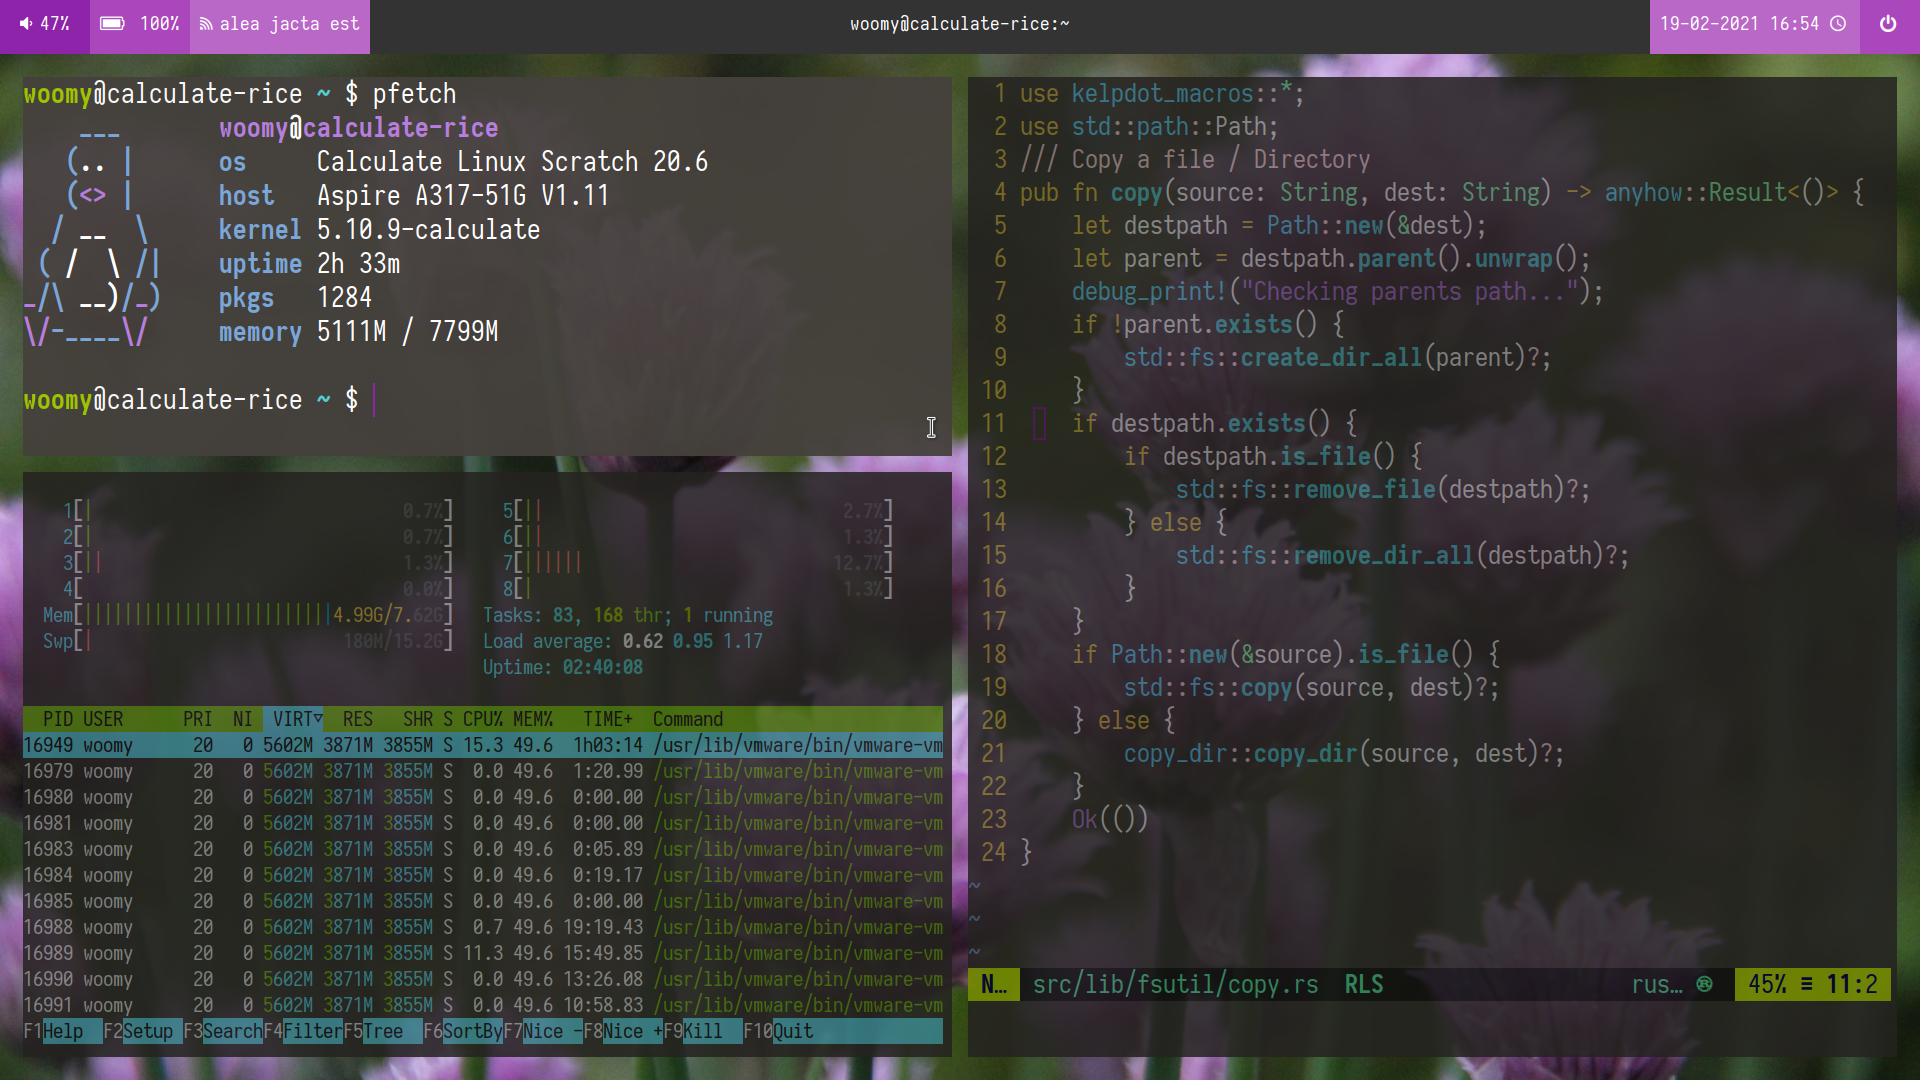 47% 100% alea jacta est woomy@calculate-rice:~ 19-02-2021 16:54
woomy@calculate-rice ~ $ pfetch
woomy@calculate-rice
os Calculate Linux Scratch 20.6
host Aspire A317-51G V1.11
kernel 5.10.9-calculate
uptime 2h 33m
pkgs 1284
memory 5111M / 7799M
woomy@calculate-rice ~ $
1[| 0.7%] 5[|| 2.7%]
2[| 0.7%] 6[|| 1.3%]
3[|| 1.3%] 7[|||||| 12.7%]
4[ 0.0%] 8[| 1.3%]
Mem[|||||||||||||||||||||||||4.99G/7.62G] Tasks: 83, 168 thr; 1 running
Swp[| 180M/15.2G] Load average: 0.62 0.95 1.17
Uptime: 02:40:08
PID USER PRI NI VIRT▽ RES SHR S CPU% MEM% TIME+ Command
16949 woomy 20 0 5602M 3871M 3855M S 15.3 49.6 1h03:14 /usr/lib/vmware/bin/vmware-vm
16979 woomy 20 0 5602M 3871M 3855M S 0.0 49.6 1:20.99 /usr/lib/vmware/bin/vmware-vm
16980 woomy 20 0 5602M 3871M 3855M S 0.0 49.6 0:00.00 /usr/lib/vmware/bin/vmware-vm
16981 woomy 20 0 5602M 3871M 3855M S 0.0 49.6 0:00.00 /usr/lib/vmware/bin/vmware-vm
16983 woomy 20 0 5602M 3871M 3855M S 0.0 49.6 0:05.89 /usr/lib/vmware/bin/vmware-vm
16984 woomy 20 0 5602M 3871M 3855M S 0.0 49.6 0:19.17 /usr/lib/vmware/bin/vmware-vm
16985 woomy 20 0 5602M 3871M 3855M S 0.0 49.6 0:00.00 /usr/lib/vmware/bin/vmware-vm
16988 woomy 20 0 5602M 3871M 3855M S 0.7 49.6 19:19.43 /usr/lib/vmware/bin/vmware-vm
16989 woomy 20 0 5602M 3871M 3855M S 11.3 49.6 15:49.85 /usr/lib/vmware/bin/vmware-vm
16990 woomy 20 0 5602M 3871M 3855M S 0.0 49.6 13:26.08 /usr/lib/vmware/bin/vmware-vm
16991 woomy 20 0 5602M 3871M 3855M S 0.0 49.6 10:58.83 /usr/lib/vmware/bin/vmware-vm
F1Help F2Setup F3SearchF4FilterF5Tree F6SortByF7Nice -F8Nice +F9Kill F10Quit
1 use kelpdot_macros::*;
2 use std::path::Path;
3 /// Copy a file / Directory
4 pub fn copy(source: String, dest: String) -> anyhow::Result<()> {
5     let destpath = Path::new(&dest);
6     let parent = destpath.parent().unwrap();
7     debug_print!("Checking parents path...");
8     if !parent.exists() {
9         std::fs::create_dir_all(parent)?;
10     }
11     if destpath.exists() {
12         if destpath.is_file() {
13             std::fs::remove_file(destpath)?;
14         } else {
15             std::fs::remove_dir_all(destpath)?;
16         }
17     }
18     if Path::new(&source).is_file() {
19         std::fs::copy(source, dest)?;
20     } else {
21         copy_dir::copy_dir(source, dest)?;
22     }
23     Ok(())
24 }
~
~
~
N… src/lib/fsutil/copy.rs RLS rus… 45% ≡ 11:2